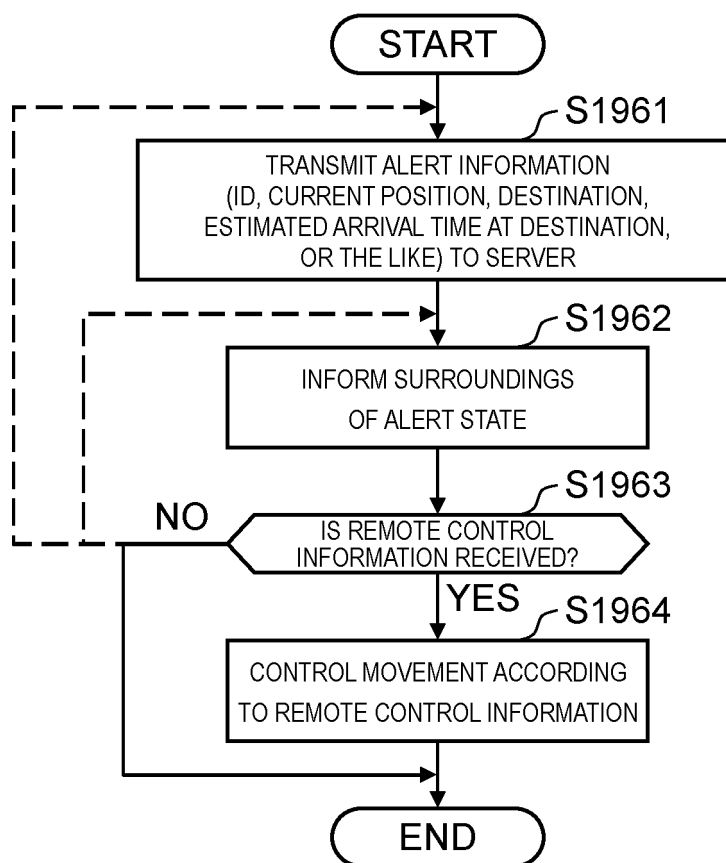 START
S1961
TRANSMIT ALERT INFORMATION
(ID, CURRENT POSITION, DESTINATION,
ESTIMATED ARRIVAL TIME AT DESTINATION,
OR THE LIKE) TO SERVER
S1962
INFORM SURROUNDINGS
OF ALERT STATE
S1963
NO
IS REMOTE CONTROL
INFORMATION RECEIVED?
YES
S1964
CONTROL MOVEMENT ACCORDING
TO REMOTE CONTROL INFORMATION
END